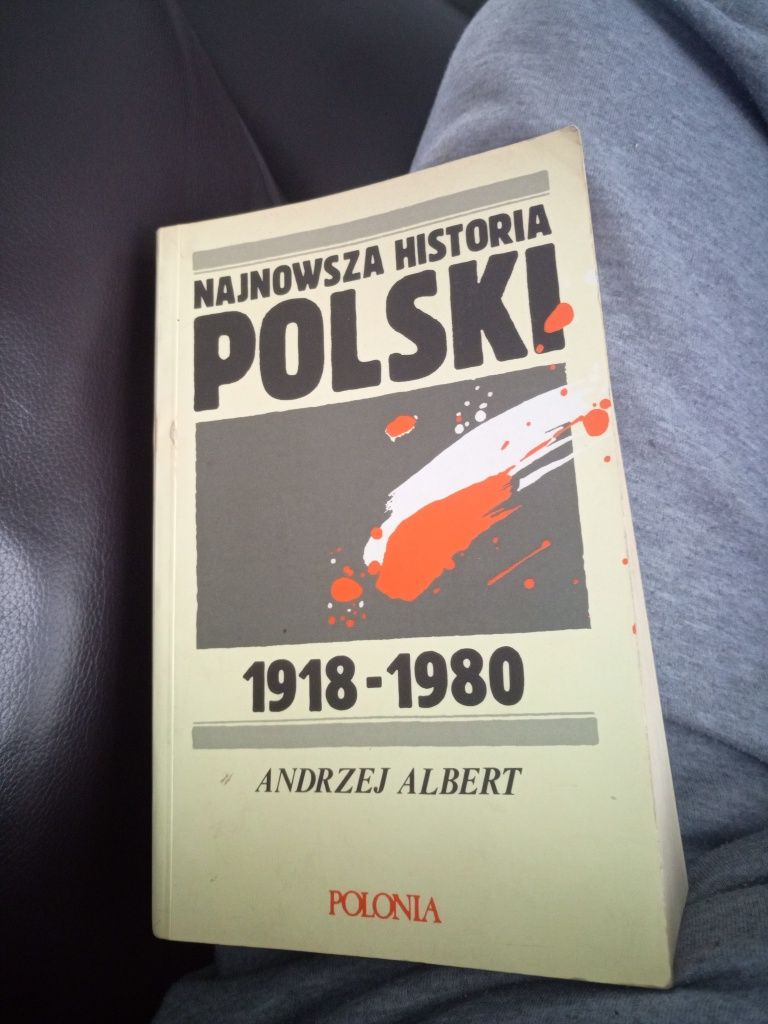 NAJNOWSZA HISTORIA
POLSKI
1918-1980
ANDRZEJ ALBERT
POLONIA